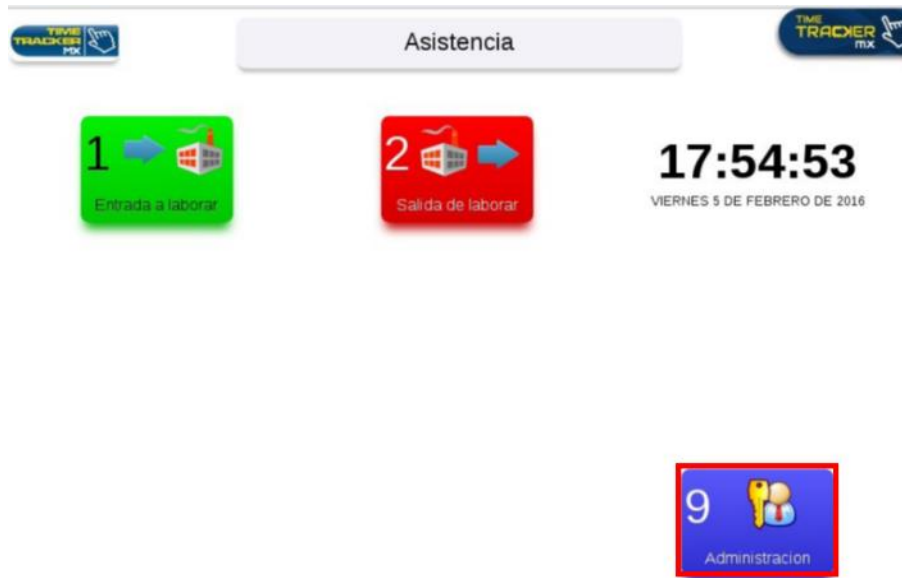 TIME
TRACKER
MX
Asistencia
TIME
TRACKER
mx
1
Entrada a laborar
2
Salida de laborar
17:54:53
VIERNES 5 DE FEBRERO DE 2016
9
Administracion